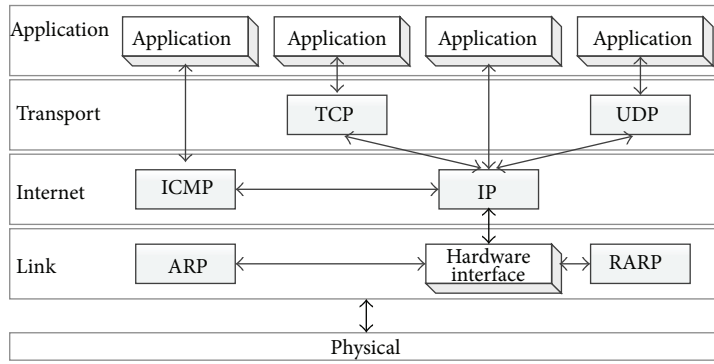 Application
Application
Application
Application
Application
Transport
TCP
UDP
Internet
ICMP
IP
Link
ARP
Hardware
interface
RARP
Physical